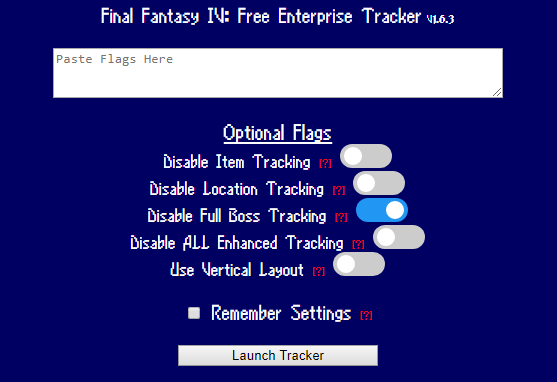 Final Fantasy IV: Free Enterprise Tracker v1.6.3
Paste Flags Here
Optional Flags
Disable Item Tracking [?]
Disable Location Tracking [?]
Disable Full Boss Tracking [?]
Disable ALL Enhanced Tracking [?]
Use Vertical Layout [?]
Remember Settings [?]
Launch Tracker